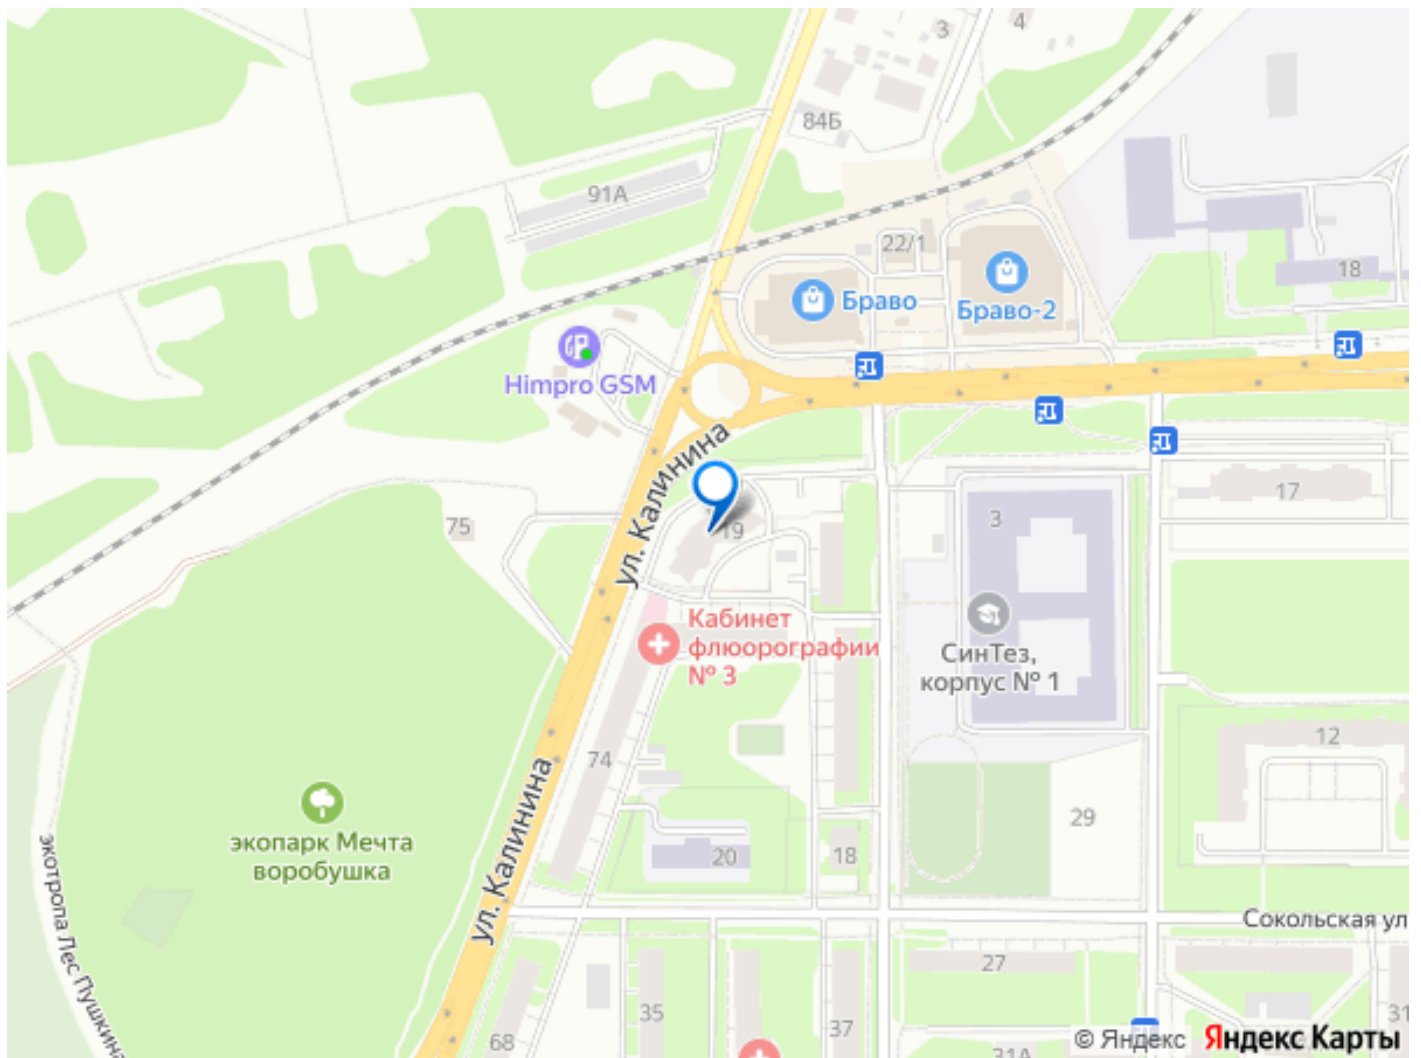 3
4
84Б
91А
22/1
18
Браво
Браво-2
Himpro GSM
ул. Калинина
17
75
19
3
Кабинет
флюорографии
№ 3
СинТез,
корпус № 1
12
74
ул. Калинина
экопарк Мечта
воробушка
29
20
18
экотропа Лес Пушкина
Сокольская ул
27
35
37
31
68
31А
© Яндекс Яндекс Карты